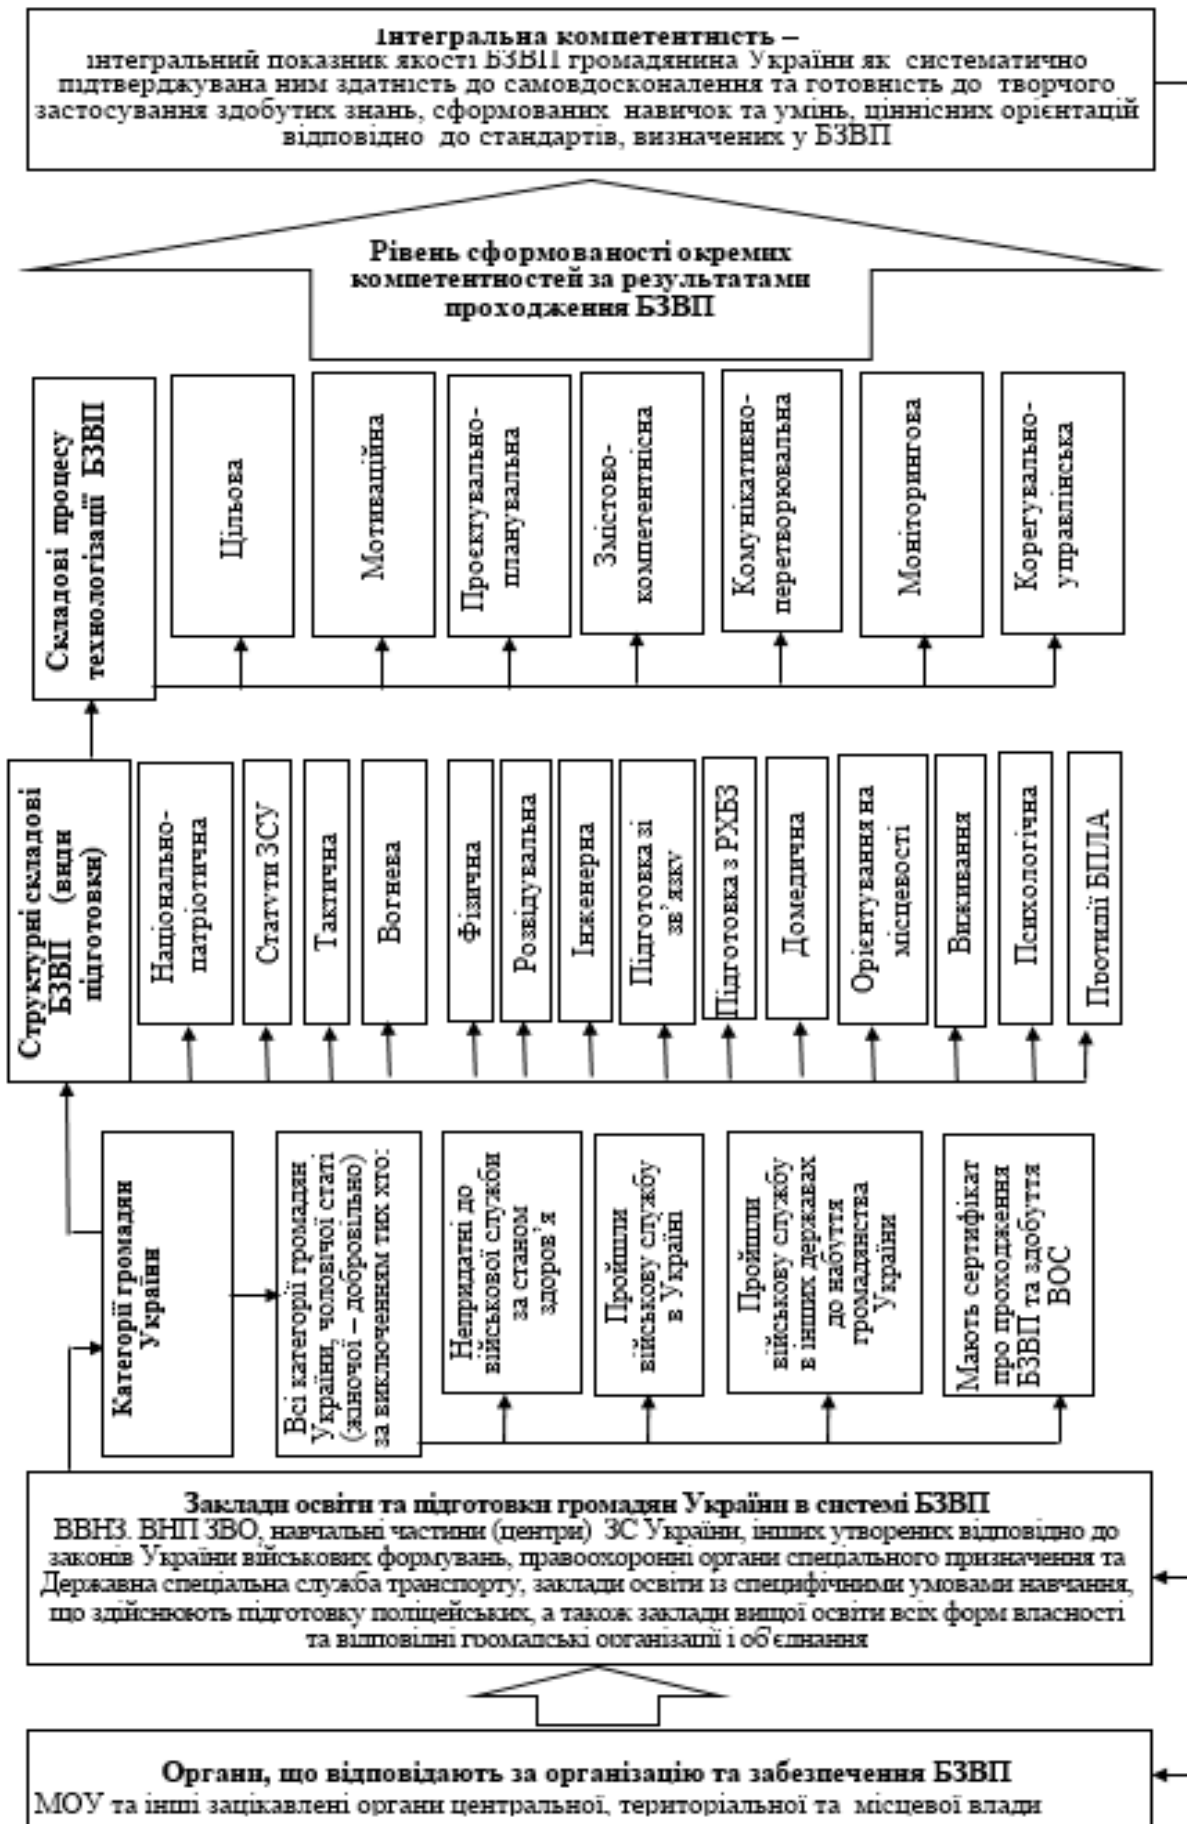 Інтегральна компетентність –
інтегральний показник якості БЗВП громадянина України як систематично
підтверджувана ним здатність до самовдосконалення та готовність до творчого
застосування здобутих знань, сформованих навичок та умінь, ціннісних орієнтацій
відповідно до стандартів, визначених у БЗВП
Рівень сформованості окремих
компетентностей за результатами
проходження БЗВП
Складові процесу
технологізації БЗВП
Цільова
Мотиваційна
Проєктувально-
планувальна
Змістово-
компетентнісна
Комунікативно-
перетворювальна
Моніторингова
Корегувально-
управлінська
Структурні складові
БЗВП (види
підготовки)
Національно-
патріотична
Статути ЗСУ
Тактична
Вогнева
Фізична
Розвідувальна
Інженерна
Підготовка зі
зв’язку
Підготовка з РХБЗ
Домедична
Орієнтування на
місцевості
Виживання
Психологічна
Протидії БПЛА
Категорії громадян
України
Всі категорії громадян
України, чоловічої статі
(жіночої – добровільно)
за виключенням тих хто:
Непридатні до
військової служби
за станом
здоров’я
Пройшли
військову службу
в Україні
Пройшли
військову службу
в інших державах
до набуття
громадянства
України
Мають сертифікат
про проходження
БЗВП та здобуття
ВОС
Заклади освіти та підготовки громадян України в системі БЗВП
ВВНЗ. ВНП ЗВО, навчальні частини (центри) ЗС України, інших утворених відповідно до
законів України військових формувань, правоохоронні органи спеціального призначення та
Державна спеціальна служба транспорту, заклади освіти із специфічними умовами навчання,
що здійснюють підготовку поліцейських, а також заклади вищої освіти всіх форм власності
та відповідні громадські організації і об'єднання
Органи, що відповідають за організацію та забезпечення БЗВП
МОУ та інші зацікавлені органи центральної, територіальної та місцевої влади